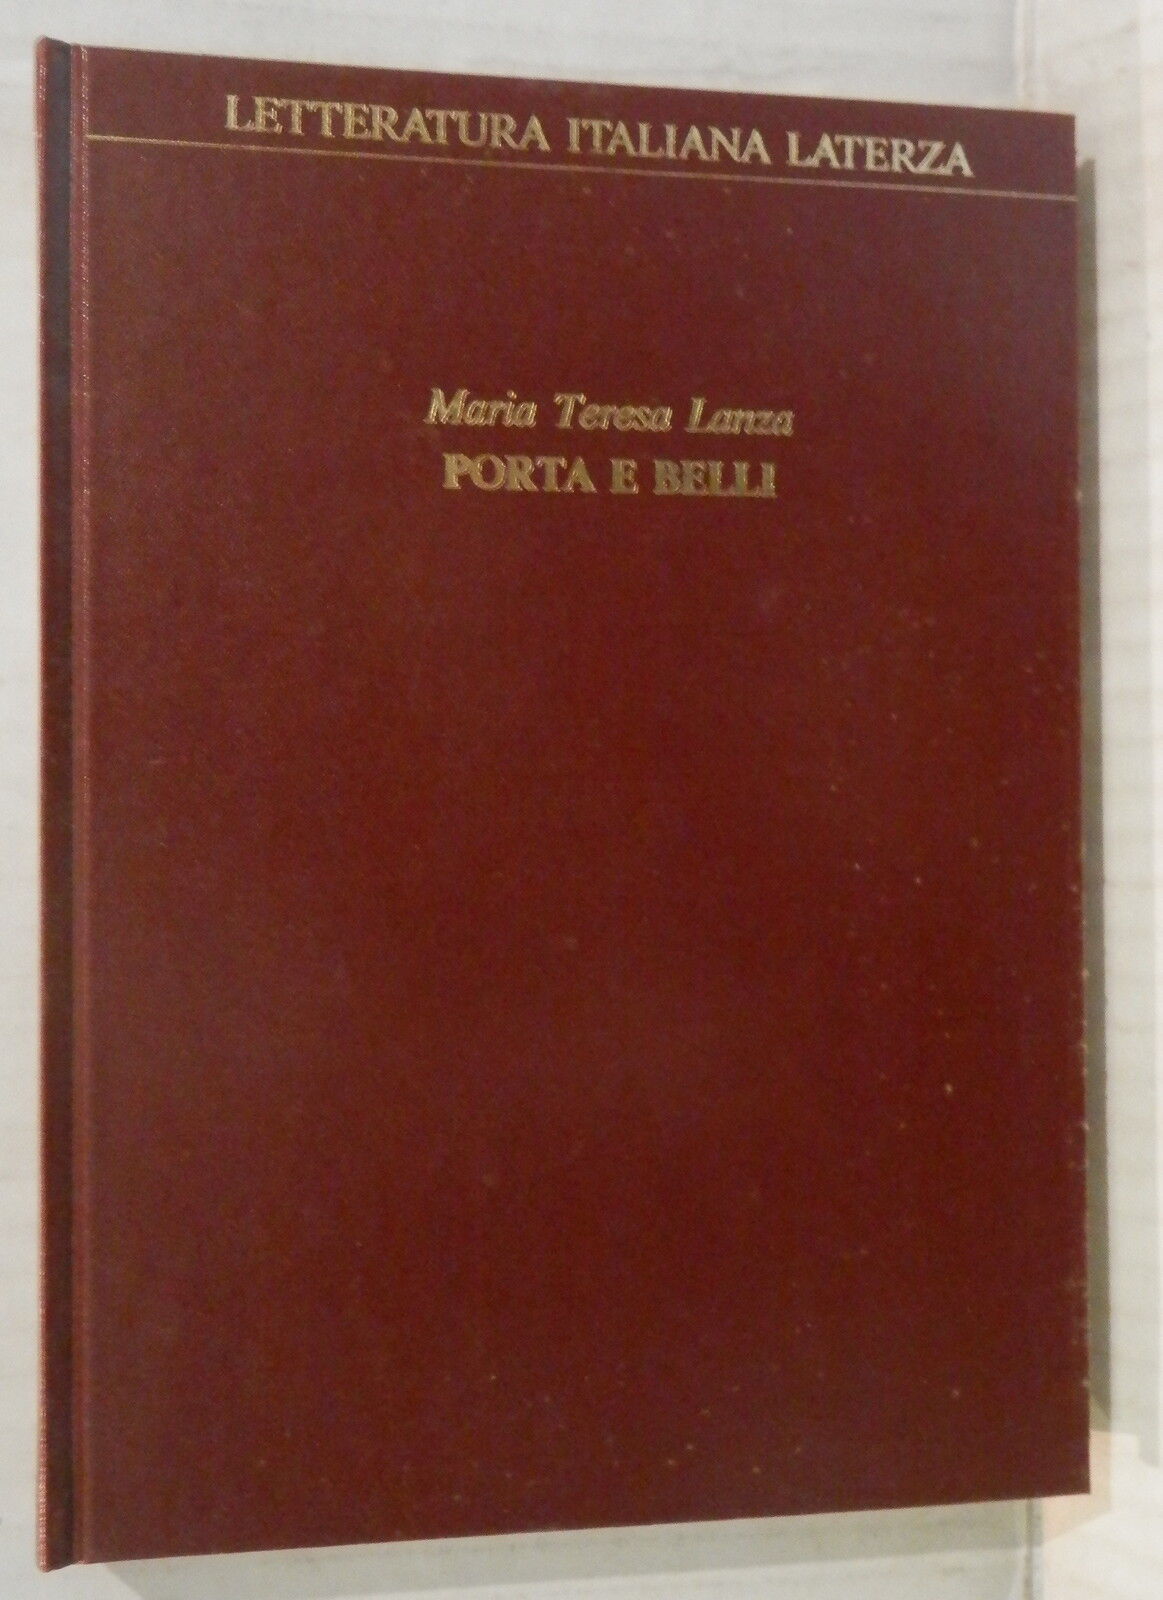 LETTERATURA ITALIANA LATERZA
Maria Teresa Lanza
PORTA E BELLI